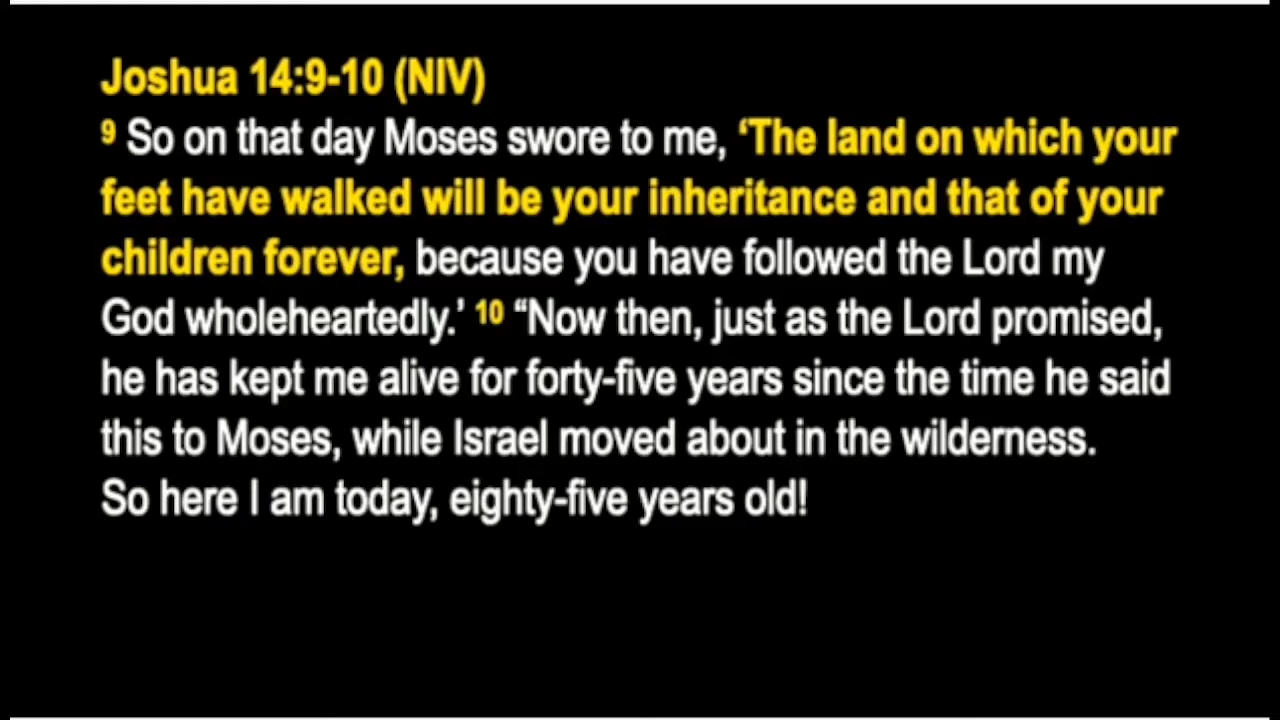 Joshua 14:9-10 (NIV)
9 So on that day Moses swore to me, ‘The land on which your
feet have walked will be your inheritance and that of your
children forever, because you have followed the Lord my
God wholeheartedly.’ 10 “Now then, just as the Lord promised,
he has kept me alive for forty-five years since the time he said
this to Moses, while Israel moved about in the wilderness.
So here I am today, eighty-five years old!